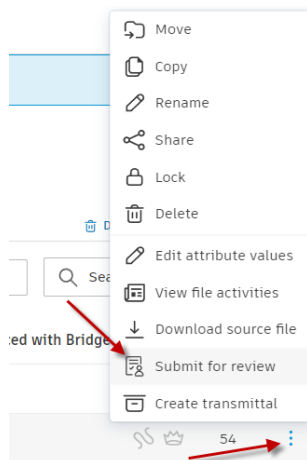 Move
Copy
Rename
Share
Lock
Delete
D
Edit attribute values
Sea
View file activities
Download source file
ced with Bridge
Submit for review
Create transmittal
54